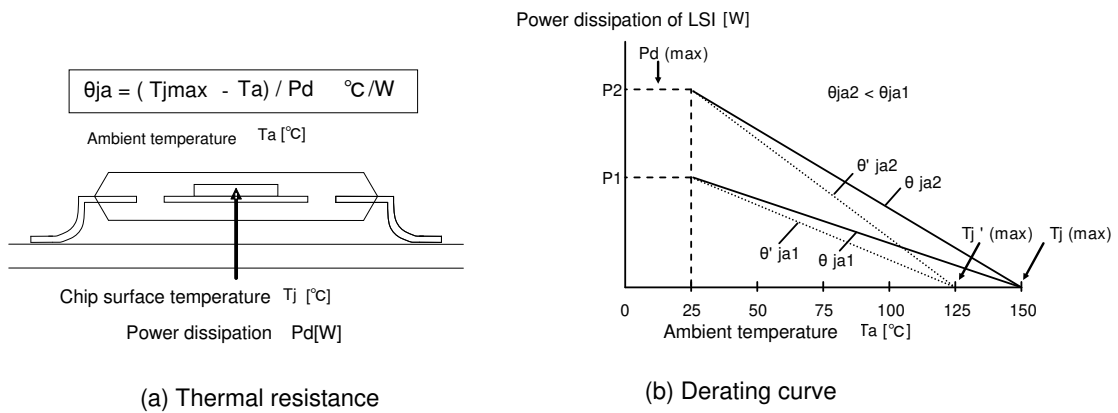 θja = ( Tjmax - Ta) / Pd ℃/W
Ambient temperature Ta [℃]
Chip surface temperature Tj [℃]
Power dissipation Pd[W]
(a) Thermal resistance
Power dissipation of LSI [W]
Pd (max)
P2
θja2 < θja1
P1
θ' ja2
θ ja2
θ' ja1
θ ja1
Tj ' (max)
Tj (max)
0 25 50 75 100 125 150
Ambient temperature Ta [℃]
(b) Derating curve